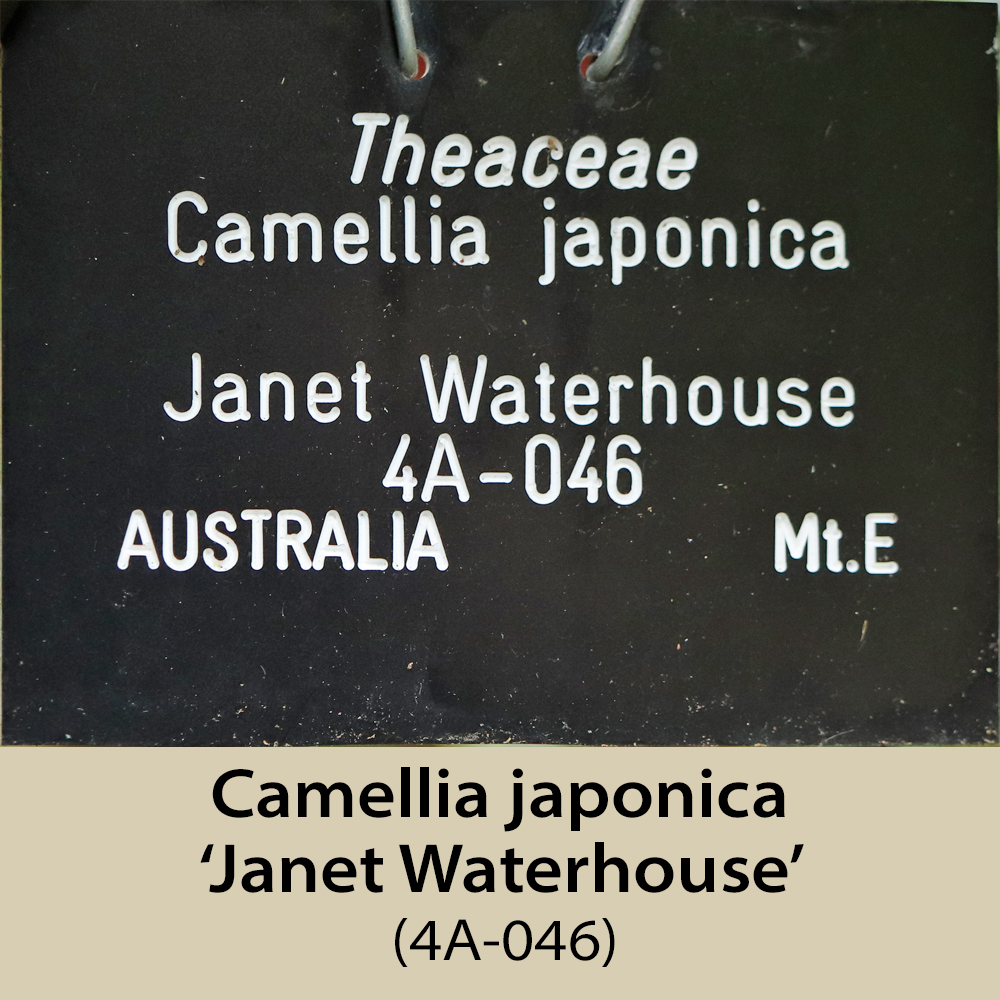 Theaceae
Camellia japonica
Janet Waterhouse
4A-046
AUSTRALIA Mt.E
Camellia japonica
‘Janet Waterhouse’
(4A-046)